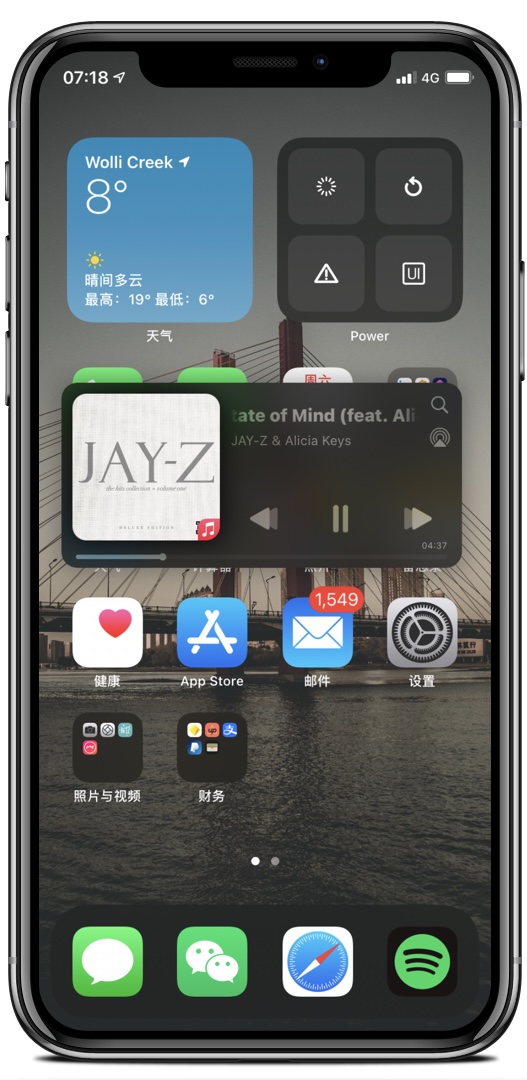 07:18
4G
Wolli Creek
8°
晴间多云
最高：19° 最低：6°
天气
UI
Power
周六
tate of Mind (feat. Ali
JAY-Z & Alicia Keys
JAY-Z
the hits collection + volume one
DELUXE EDITION
04:37
1,549
健康
App Store
邮件
设置
照片与视频
财务